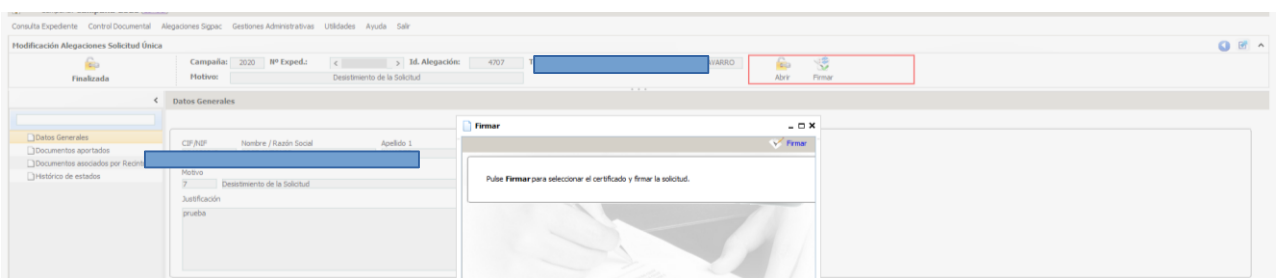 Consulta Expediente Control Documental Alegaciones Sigpac Gestiones Administrativas Utilidades Ayuda Salir
Modificación Alegaciones Solicitud Única
Finalizada
Campaña: 2020 Nº Exped.: < > Id. Alegación: 4707
Motivo: Desistimiento de la Solicitud
Abrir Firmar
Datos Generales
Datos Generales
Documentos aportados
Documentos asociados por
Histórico de estados
CIF/NIF Nombre / Razón Social Apellido 1
Motivo
7 Desistimiento de la Solicitud
Justificación
prueba
Firmar
Firmar
Pulse Firmar para seleccionar el certificado y firmar la solicitud.